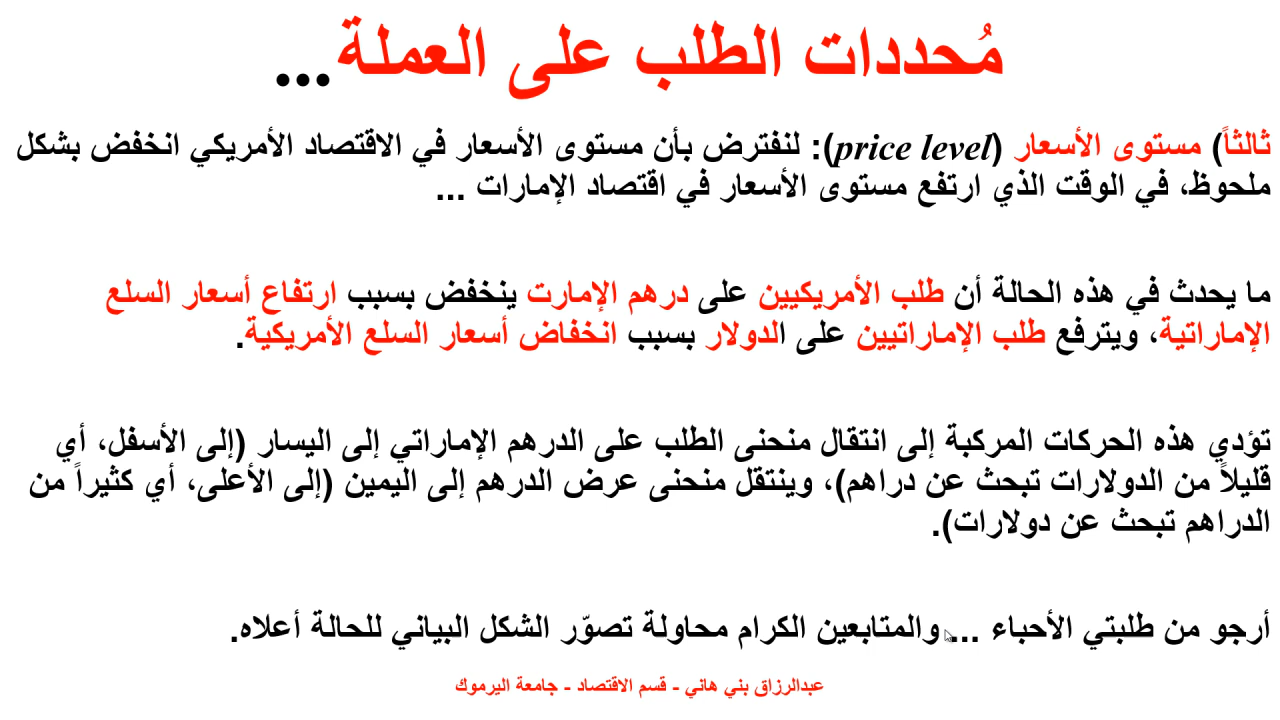 مُحددات الطلب على العملة...
ثالثاً) مستوى الأسعار (price level): لنفترض بأن مستوى الأسعار في الاقتصاد الأمريكي انخفض بشكل
ملحوظ، في الوقت الذي ارتفع مستوى الأسعار في اقتصاد الإمارات ...
ما يحدث في هذه الحالة أن طلب الأمريكيين على درهم الإمارت ينخفض بسبب ارتفاع أسعار السلع
الإماراتية، ويترفع طلب الإماراتيين على الدولار بسبب انخفاض أسعار السلع الأمريكية.
تؤدي هذه الحركات المركبة إلى انتقال منحنى الطلب على الدرهم الإماراتي إلى اليسار (إلى الأسفل، أي
قليلاً من الدولارات تبحث عن دراهم)، وينتقل منحنى عرض الدرهم إلى اليمين (إلى الأعلى، أي كثيراً من
الدراهم تبحث عن دولارات).
أرجو من طلبتي الأحباء ... والمتابعين الكرام محاولة تصوّر الشكل البياني للحالة أعلاه.
عبدالرزاق بني هاني - قسم الاقتصاد - جامعة اليرموك